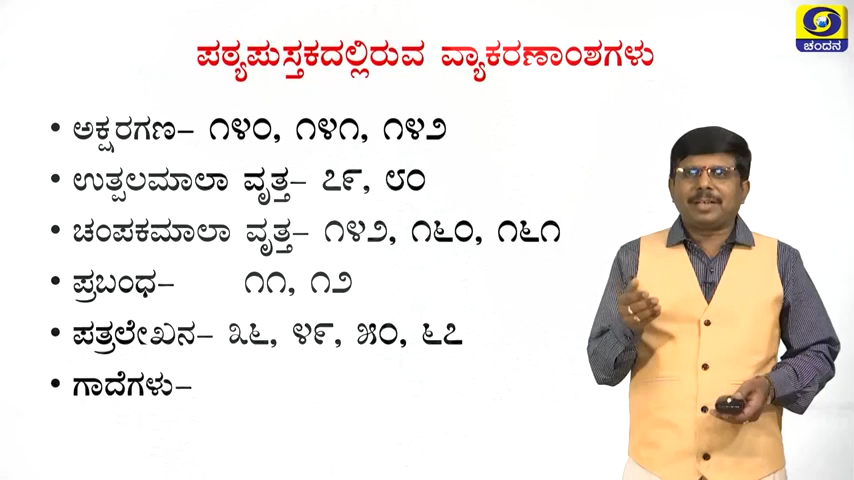 ಪಠ್ಯಪುಸ್ತಕದಲ್ಲಿರುವ ವ್ಯಾಕರಣಾಂಶಗಳು
ಚಂದನ
• ಅಕ್ಷರಗಣ– ೧೪೦, ೧೪೧, ೧೪೨
• ಉತ್ಪಲಮಾಲಾ ವೃತ್ತ– ೭೯, ೮೦
• ಚಂಪಕಮಾಲಾ ವೃತ್ತ– ೧೪೨, ೧೬೦, ೧೬೧
• ಪ್ರಬಂಧ– ೧೧, ೧೨
• ಪತ್ರಲೇಖನ– ೩೬, ೪೯, ೫೦, ೬೭
• ಗಾದೆಗಳು–